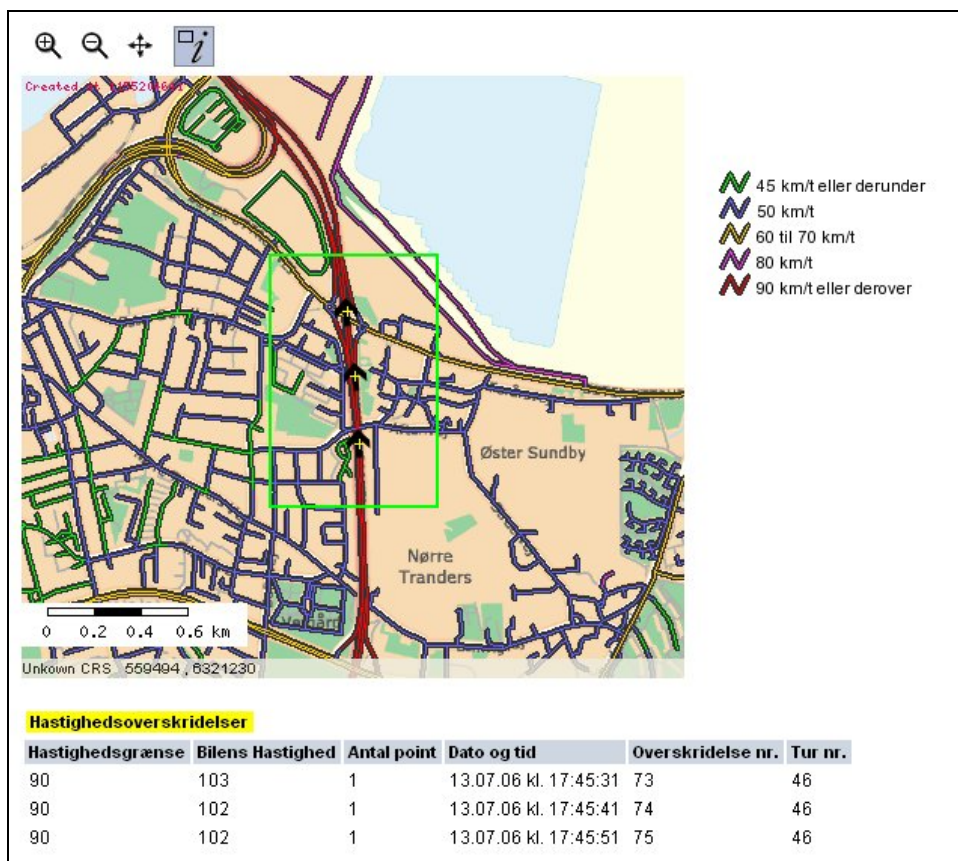 Created At
45 km/t eller derunder
50 km/t
60 til 70 km/t
80 km/t
90 km/t eller derover
Øster Sundby
Nørre
Tranders
0 0.2 0.4 0.6 km
Unkown CRS 559494 , 6321230
Hastighedsoverskridelser
Hastighedsgrænse Bilens Hastighed Antal point Dato og tid Overskridelse nr. Tur nr.
90 103 1 13.07.06 kl. 17:45:31 73 46
90 102 1 13.07.06 kl. 17:45:41 74 46
90 102 1 13.07.06 kl. 17:45:51 75 46